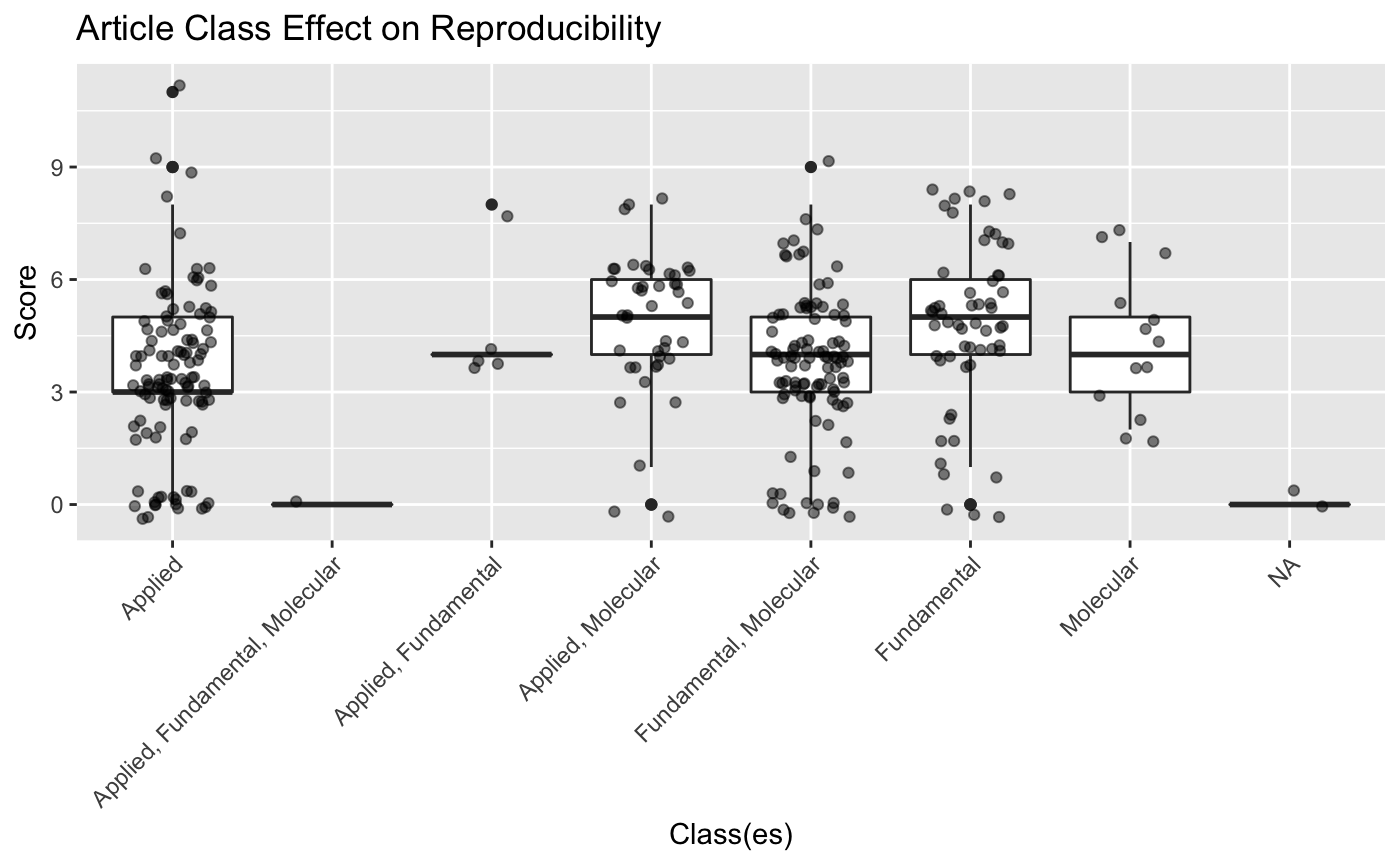 Article Class Effect on Reproducibility
Score
9
6
3
0
Applied
Applied, Fundamental, Molecular
Applied, Fundamental
Applied, Molecular
Fundamental, Molecular
Fundamental
Molecular
NA
Class(es)